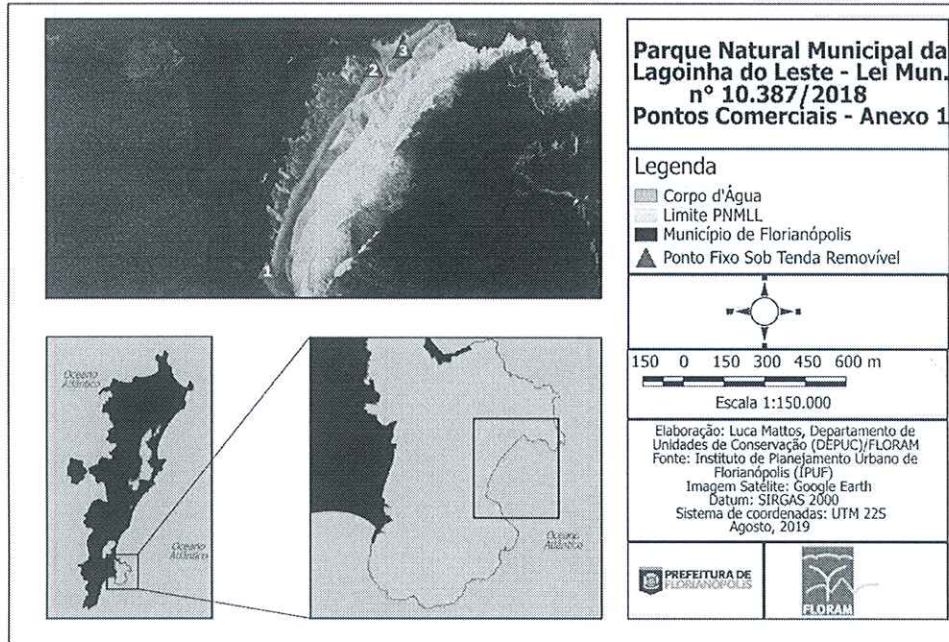 3
2
1
Oceano
Atlântico
Oceano
Atlântico
Oceano
Atlântico
Parque Natural Municipal da
Lagoinha do Leste - Lei Mun.
n° 10.387/2018
Pontos Comerciais - Anexo 1
Legenda
Corpo d'Água
Limite PNMLL
Município de Florianópolis
Ponto Fixo Sob Tenda Removível
150 0 150 300 450 600 m
Escala 1:150.000
Elaboração: Luca Mattos, Departamento de
Unidades de Conservação (DEPUC)/FLORAM
Fonte: Instituto de Planejamento Urbano de
Florianópolis (IPUF)
Imagem Satélite: Google Earth
Datum: SIRGAS 2000
Sistema de coordenadas: UTM 22S
Agosto, 2019
PREFEITURA DE
FLORIANÓPOLIS
FLORAM